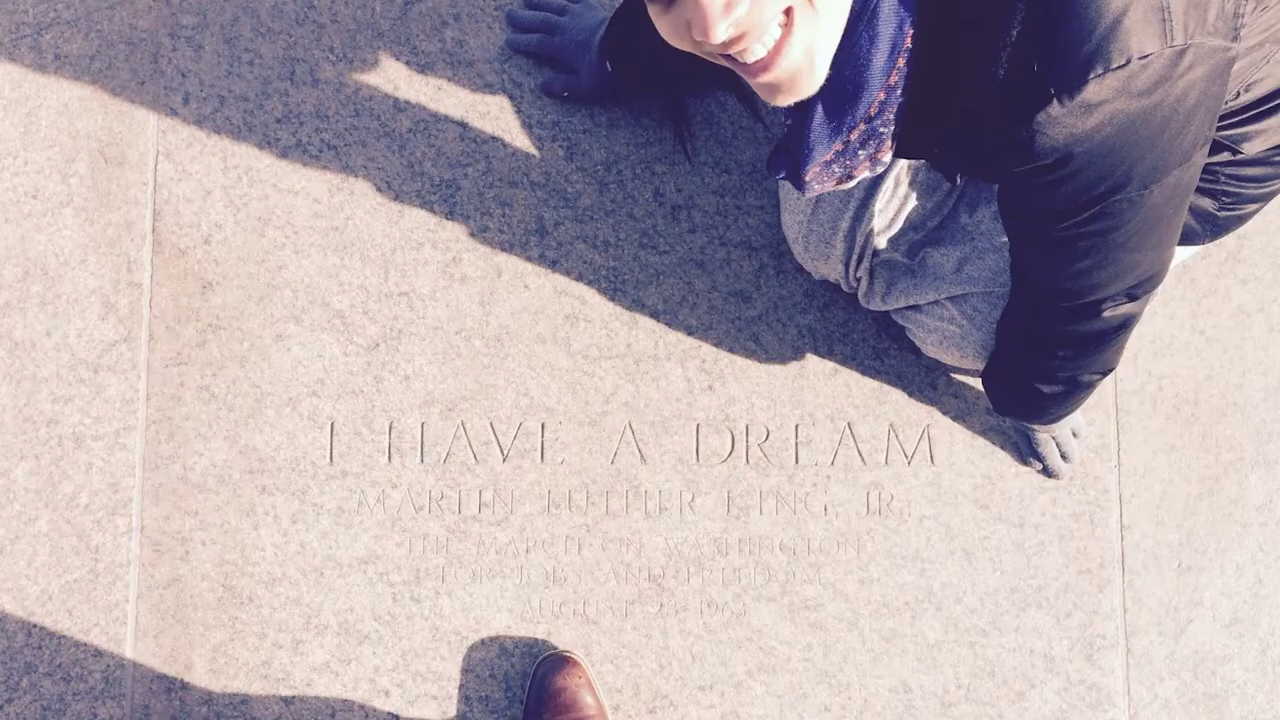 I HAVE A DREAM
MARTIN LUTHER KING, JR.
THE MARCH ON WASHINGTON
FOR JOBS AND FREEDOM
AUGUST 28, 1963